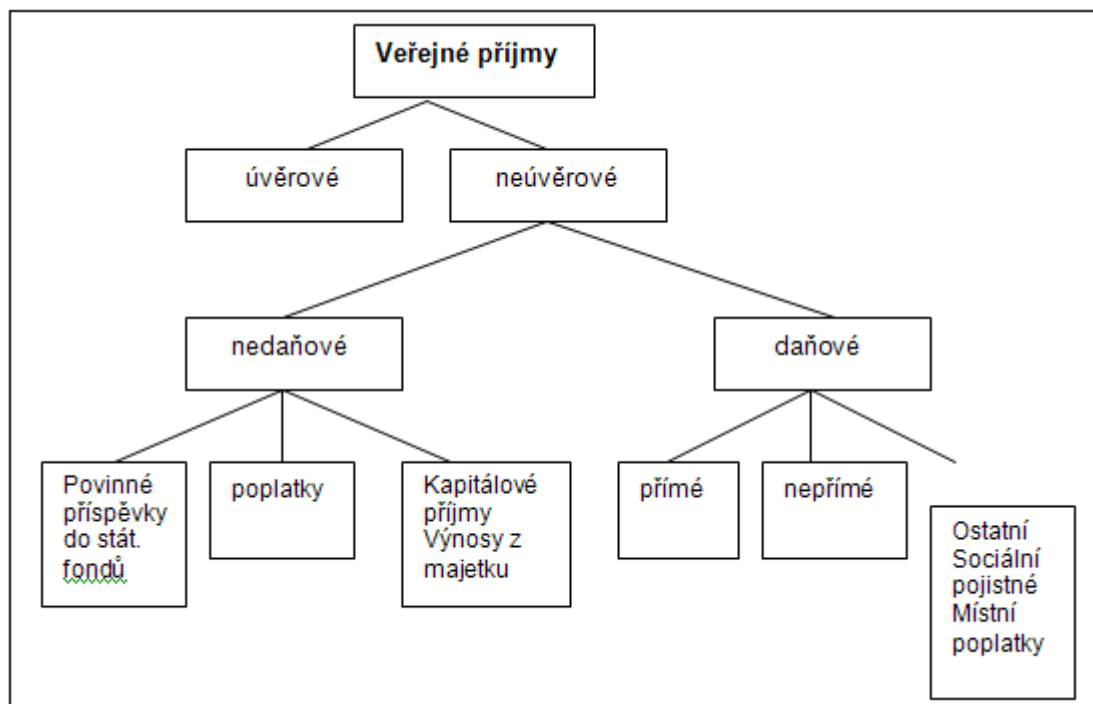 Veřejné příjmy
úvěrové
neúvěrové
nedaňové
daňové
Povinné
příspěvky
do stát.
fondů
poplatky
Kapitálové
příjmy
Výnosy z
majetku
přímé
nepřímé
Ostatní
Sociální
pojistné
Místní
poplatky